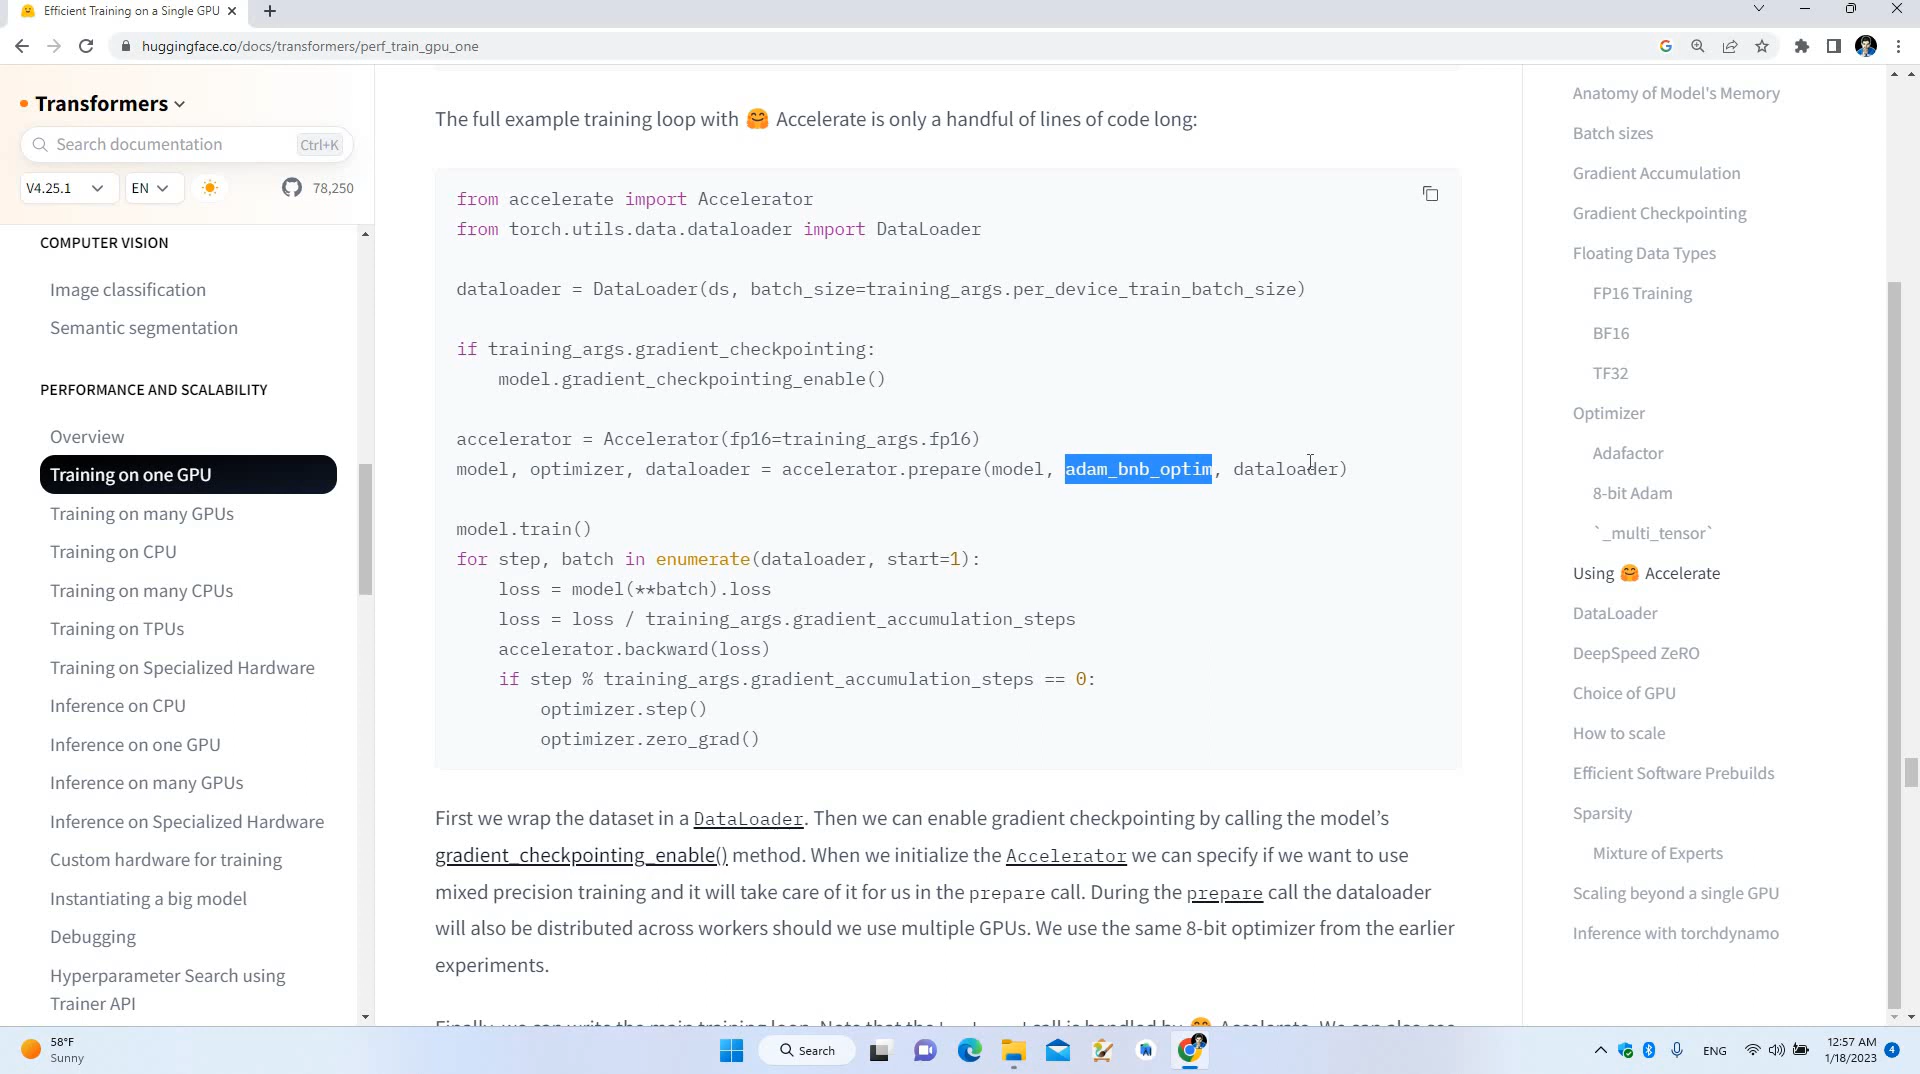 Efficient Training on a Single GPU
huggingface.co/docs/transformers/perf_train_gpu_one
Transformers
Search documentation Ctrl+K
V4.25.1 EN 78,250
COMPUTER VISION
Image classification
Semantic segmentation
PERFORMANCE AND SCALABILITY
Overview
Training on one GPU
Training on many GPUs
Training on CPU
Training on many CPUs
Training on TPUs
Training on Specialized Hardware
Inference on CPU
Inference on one GPU
Inference on many GPUs
Inference on Specialized Hardware
Custom hardware for training
Instantiating a big model
Debugging
Hyperparameter Search using
Trainer API
The full example training loop with 🤗 Accelerate is only a handful of lines of code long:
from accelerate import Accelerator
from torch.utils.data.dataloader import DataLoader
dataloader = DataLoader(ds, batch_size=training_args.per_device_train_batch_size)
if training_args.gradient_checkpointing:
    model.gradient_checkpointing_enable()
accelerator = Accelerator(fp16=training_args.fp16)
model, optimizer, dataloader = accelerator.prepare(model, adam_bnb_optim, dataloader)
model.train()
for step, batch in enumerate(dataloader, start=1):
    loss = model(**batch).loss
    loss = loss / training_args.gradient_accumulation_steps
    accelerator.backward(loss)
    if step % training_args.gradient_accumulation_steps == 0:
        optimizer.step()
        optimizer.zero_grad()
First we wrap the dataset in a DataLoader. Then we can enable gradient checkpointing by calling the model’s
gradient_checkpointing_enable() method. When we initialize the Accelerator we can specify if we want to use
mixed precision training and it will take care of it for us in the prepare call. During the prepare call the dataloader
will also be distributed across workers should we use multiple GPUs. We use the same 8-bit optimizer from the earlier
experiments.
Anatomy of Model's Memory
Batch sizes
Gradient Accumulation
Gradient Checkpointing
Floating Data Types
FP16 Training
BF16
TF32
Optimizer
Adafactor
8-bit Adam
`_multi_tensor`
Using 🤗 Accelerate
DataLoader
DeepSpeed ZeRO
Choice of GPU
How to scale
Efficient Software Prebuilds
Sparsity
Mixture of Experts
Scaling beyond a single GPU
Inference with torchdynamo
58°F
Sunny
Search
ENG
12:57 AM
1/18/2023
4